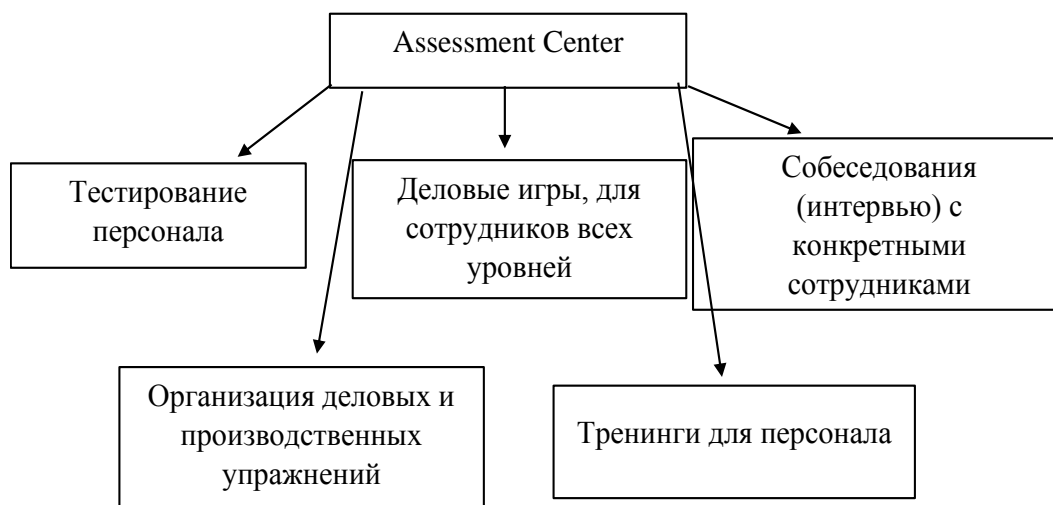 Assessment Center
Тестирование
персонала
Деловые игры, для
сотрудников всех
уровней
Собеседования
(интервью) с
конкретными
сотрудниками
Организация деловых и
производственных
упражнений
Тренинги для персонала